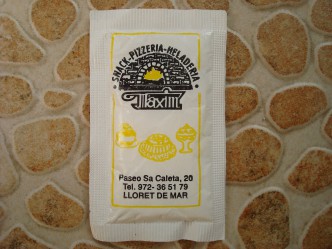 · SNACK-PIZZERIA-HELADERIA ·
Maxim
Paseo Sa Caleta, 20
Tel. 972- 36 51 79
LLORET DE MAR